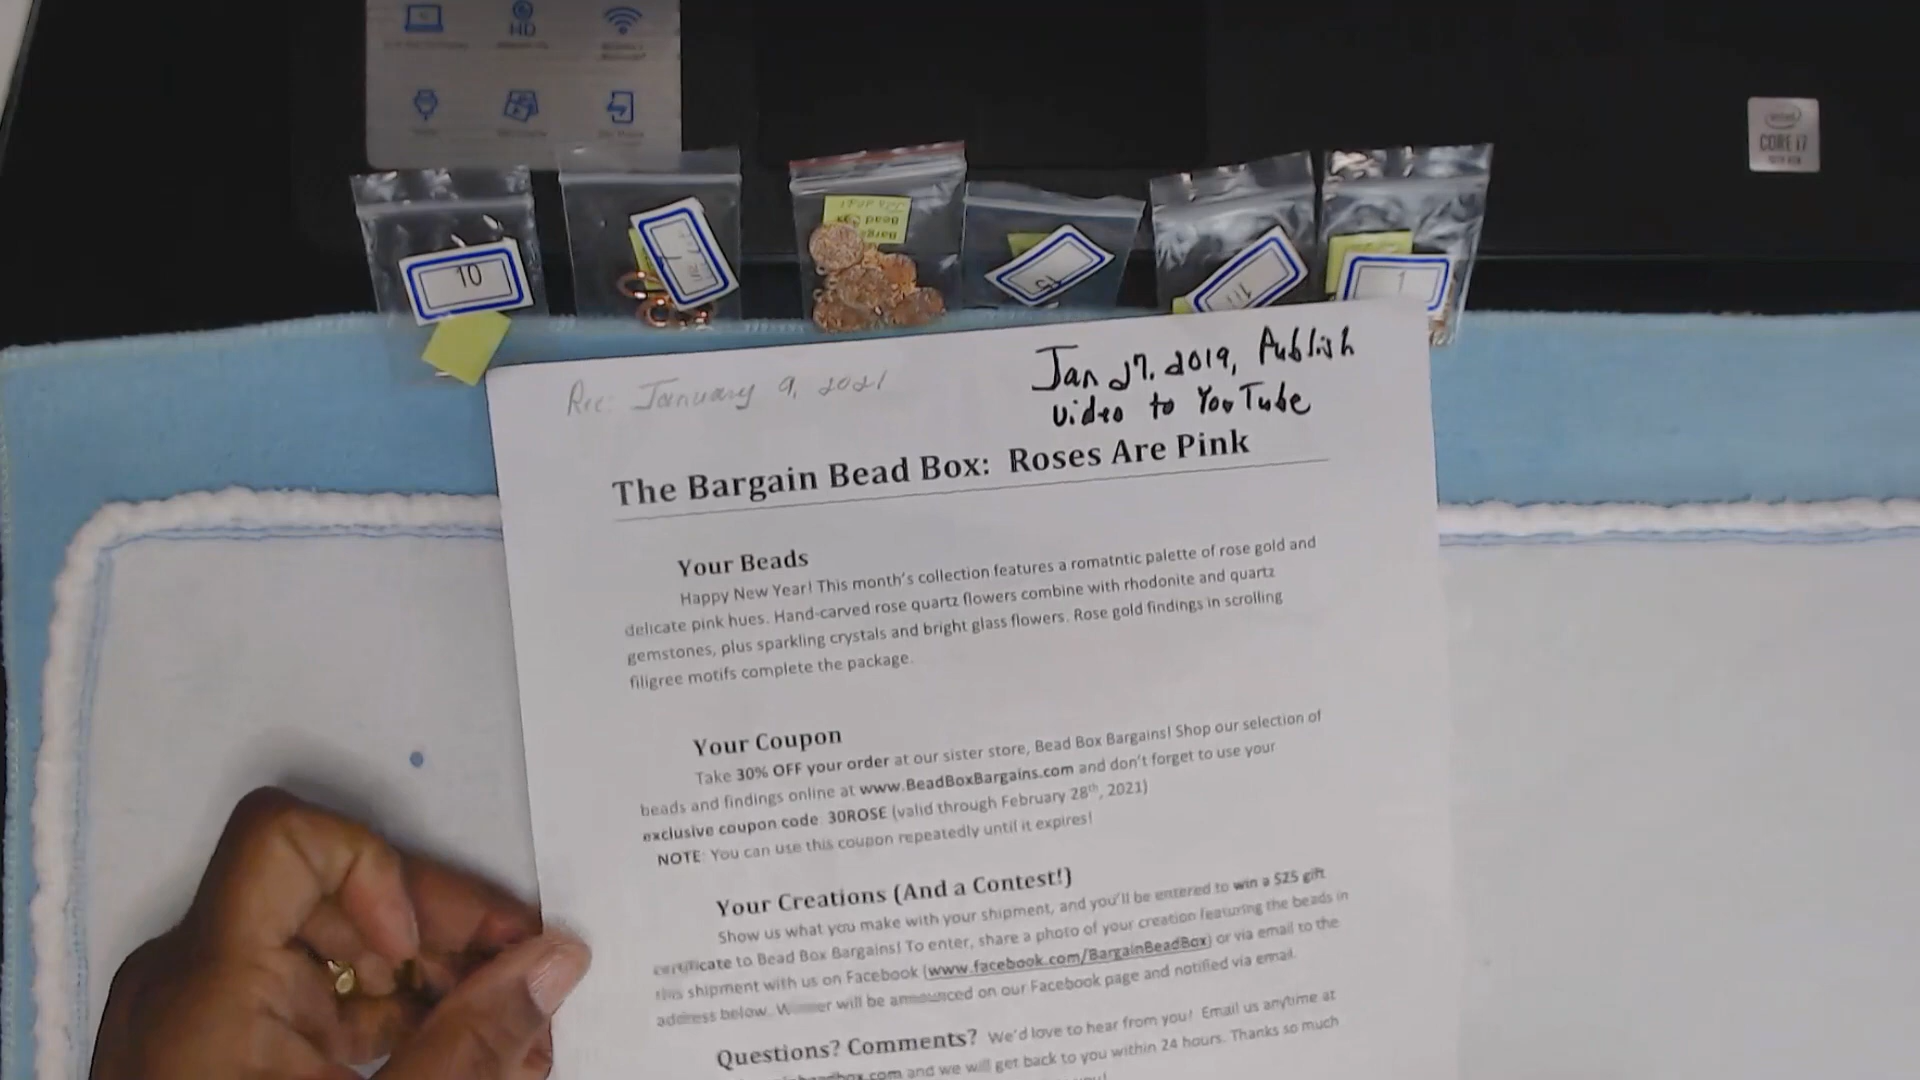 HD
intel
CORE i7
10
Bargain
Bead Box
15
11
1
Rec: January 9, 2021
Jan 27, 2019, Publish
video to YouTube
The Bargain Bead Box: Roses Are Pink
Your Beads
Happy New Year! This month's collection features a romatntic palette of rose gold and
delicate pink hues. Hand-carved rose quartz flowers combine with rhodonite and quartz
gemstones, plus sparkling crystals and bright glass flowers. Rose gold findings in scrolling
filigree motifs complete the package.
Your Coupon
Take 30% OFF your order at our sister store, Bead Box Bargains! Shop our selection of
beads and findings online at www.BeadBoxBargains.com and don't forget to use your
exclusive coupon code: 30ROSE (valid through February 28th, 2021)
NOTE: You can use this coupon repeatedly until it expires!
Your Creations (And a Contest!)
Show us what you make with your shipment, and you'll be entered to win a $25 gift
certificate to Bead Box Bargains! To enter, share a photo of your creation featuring the beads in
this shipment with us on Facebook (www.facebook.com/BargainBeadBox) or via email to the
address below. Winner will be announced on our Facebook page and notified via email.
Questions? Comments? We'd love to hear from you! Email us anytime at
and we will get back to you within 24 hours. Thanks so much